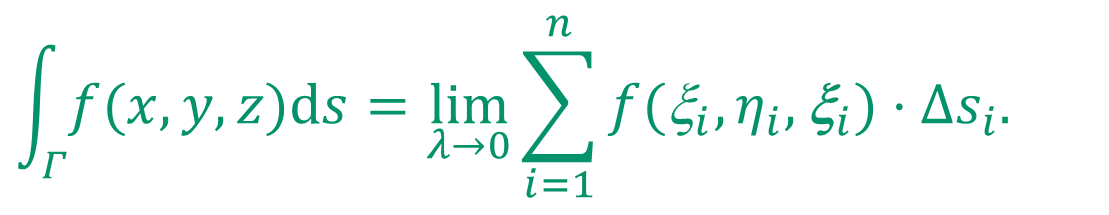 ∫_Γ f(x, y, z)ds = lim_{λ→0} ∑_{i=1}^{n} f(ξ_i, η_i, ξ_i) · Δs_i.